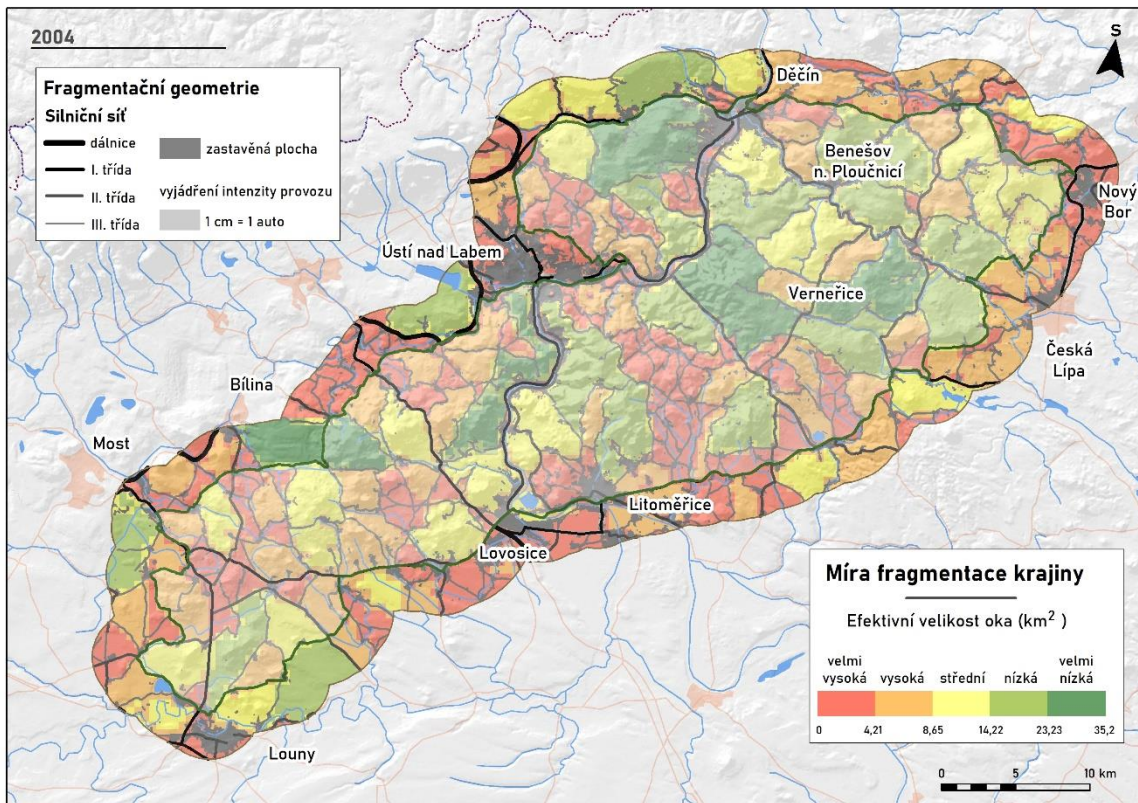 2004
Fragmentační geometrie
Silniční síť
dálnice
I. třída
II. třída
III. třída
zastavěná plocha
vyjádření intenzity provozu
1 cm = 1 auto
S
Děčín
Benešov
n. Ploučnicí
Nový
Bor
Ústí nad Labem
Verneřice
Česká
Lípa
Bílina
Most
Litoměřice
Lovosice
Louny
Míra fragmentace krajiny
Efektivní velikost oka (km²)
velmi vysoká
vysoká
střední
nízká
velmi nízká
0 4,21 8,65 14,22 23,23 35,2
0 5 10 km